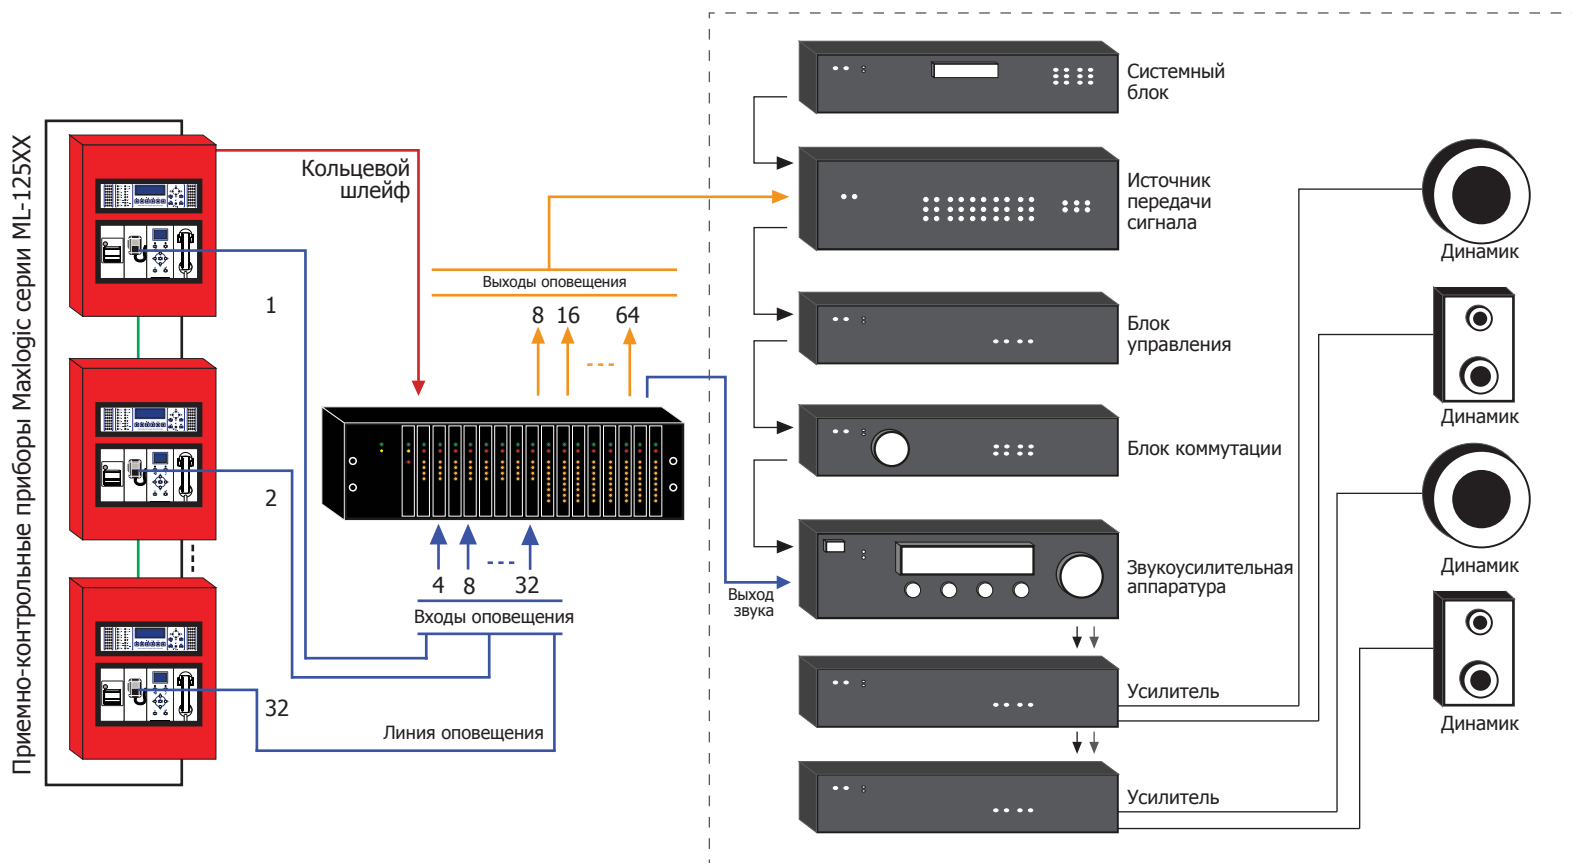 Приемно-контрольные приборы Maxlogic серии ML-125XX
1
2
32
Кольцевой
шлейф
Выходы оповещения
8 16 64
4 8 32
Входы оповещения
Линия оповещения
Выход
звука
Системный
блок
Источник
передачи
сигнала
Блок
управления
Блок коммутации
Звукоусилительная
аппаратура
Усилитель
Усилитель
Динамик
Динамик
Динамик
Динамик